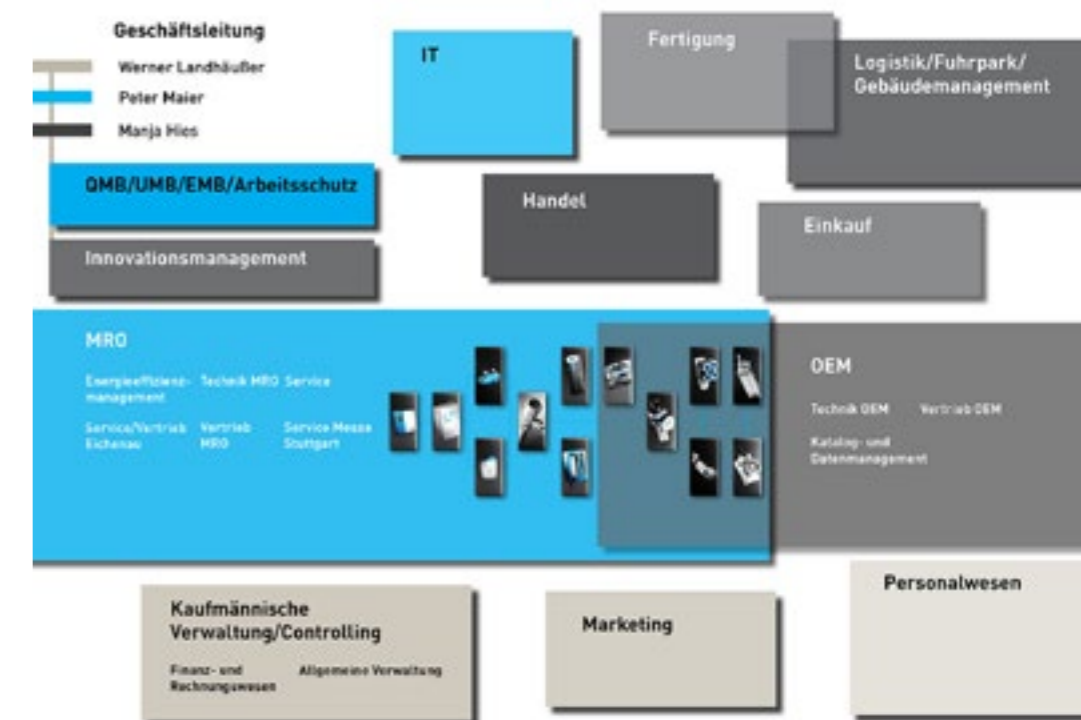 Geschäftsleitung
Werner Landhäußer
Peter Maier
Manja Hies
IT
Fertigung
Logistik/Fuhrpark/
Gebäudemanagement
QMB/UMB/EMB/Arbeitsschutz
Handel
Einkauf
Innovationsmanagement
MRO
Energieeffizienz-
management
Technik MRO
Service
Service/Vertrieb
Eichenau
Vertrieb
MRO
Service Messe
Stuttgart
OEM
Technik OEM
Vertrieb OEM
Katalog- und
Datenmanagement
Kaufmännische
Verwaltung/Controlling
Finanz- und
Rechnungswesen
Allgemeine Verwaltung
Marketing
Personalwesen